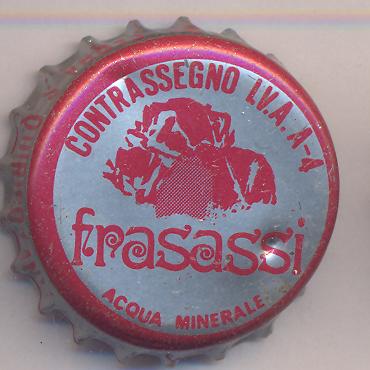 CONTRASSEGNO I.V.A. A-4
frasassi
ACQUA MINERALE